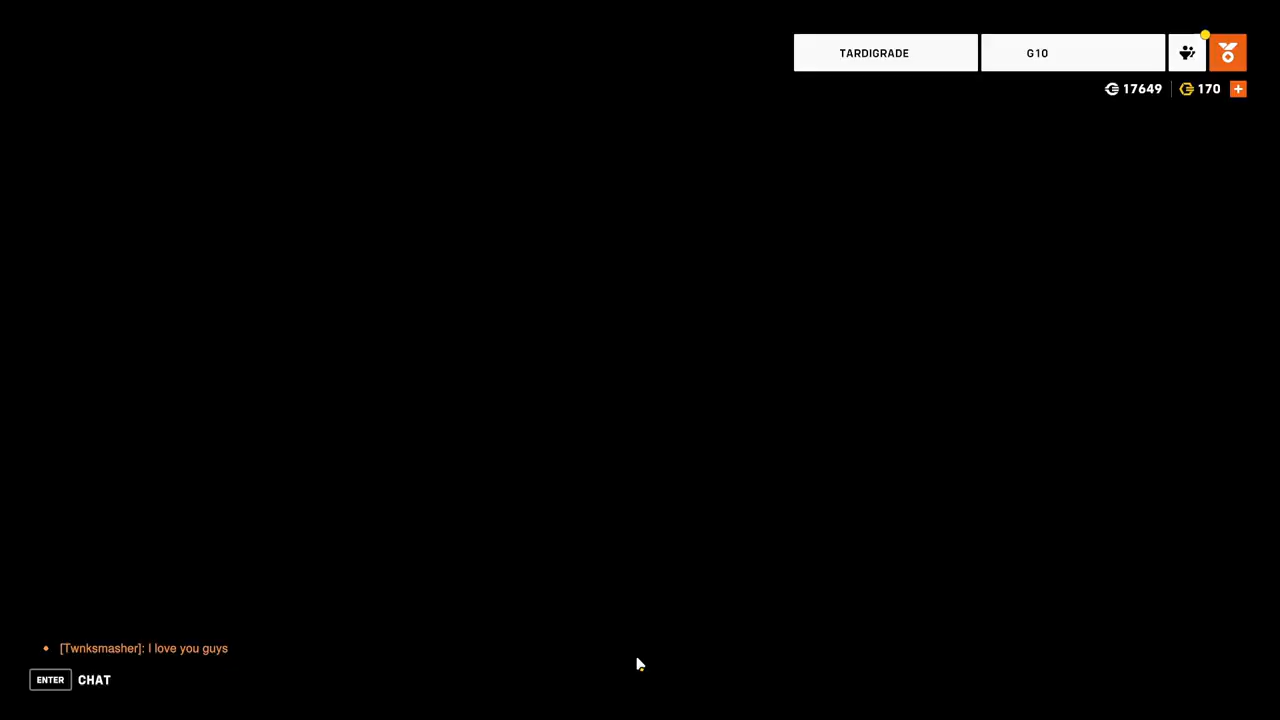 TARDIGRADE
G10
17649
170
[Twnksmasher]: I love you guys
ENTER CHAT